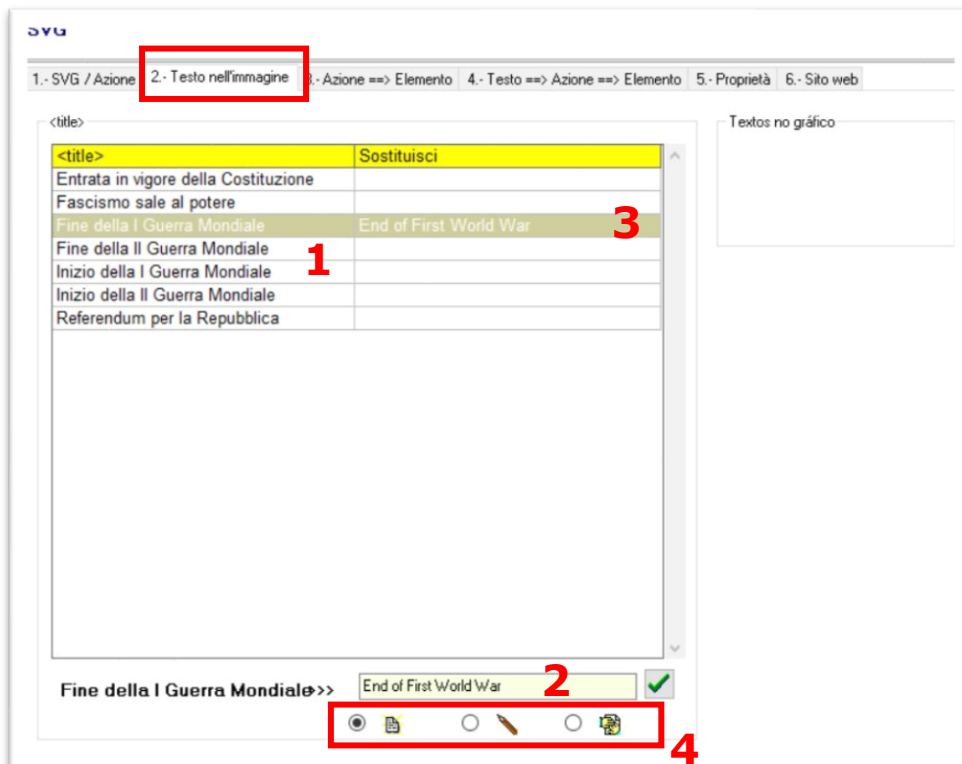 SVG
1.- SVG / Azione 2.- Testo nell'immagine 3.- Azione ==> Elemento 4.- Testo ==> Azione ==> Elemento 5.- Proprietà 6.- Sito web
<title> Textos no gráfico
<title> Sostituisci
Entrata in vigore della Costituzione
Fascismo sale al potere
Fine della I Guerra Mondiale End of First World War 3
Fine della II Guerra Mondiale 1
Inizio della I Guerra Mondiale
Inizio della II Guerra Mondiale
Referendum per la Repubblica
Fine della I Guerra Mondiale>>> End of First World War 2
4